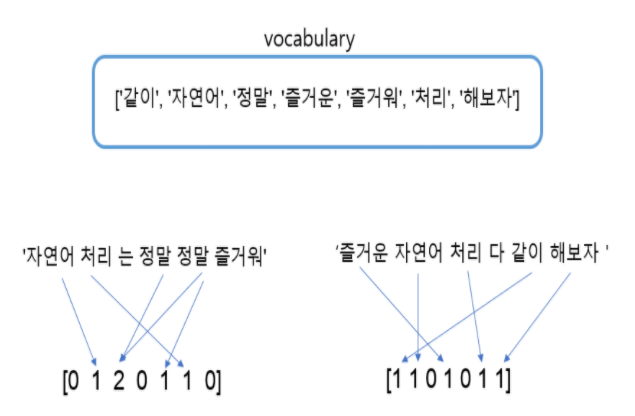 vocabulary
['같이', '자연어', '정말', '즐거운', '즐거워', '처리', '해보자']
'자연어 처리 는 정말 정말 즐거워'
'즐거운 자연어 처리 다 같이 해보자 '
[0 1 2 0 1 1 0]
[1 1 0 1 0 1 1]